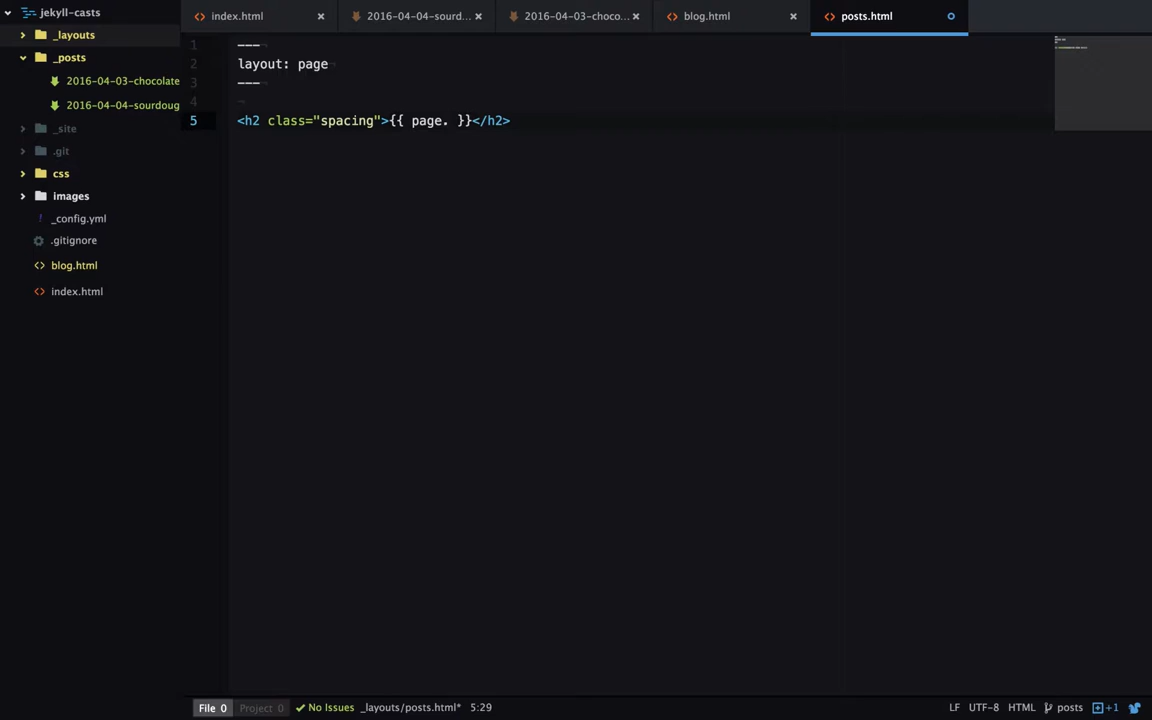 jekyll-casts
_layouts
_posts
2016-04-03-chocolate
2016-04-04-sourdoug
_site
.git
css
images
_config.yml
.gitignore
blog.html
index.html
index.html
2016-04-04-sourd...
2016-04-03-choco...
blog.html
posts.html
1 ---
2 layout: page
3 ---
4
5 <h2 class="spacing">{{ page. }}</h2>
File 0 Project 0 No Issues _layouts/posts.html* 5:29 LF UTF-8 HTML posts +1